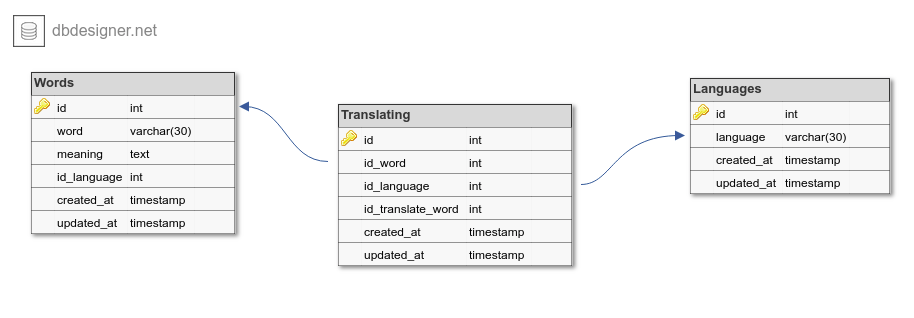 dbdesigner.net
Words
id int
word varchar(30)
meaning text
id_language int
created_at timestamp
updated_at timestamp
Translating
id int
id_word int
id_language int
id_translate_word int
created_at timestamp
updated_at timestamp
Languages
id int
language varchar(30)
created_at timestamp
updated_at timestamp